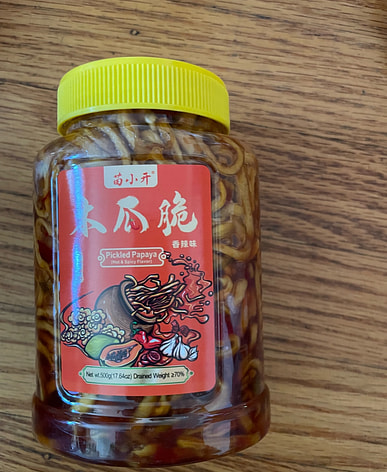 苗小开®
木瓜脆
香辣味
Pickled Papaya
(Hot & Spicy Flavor)
Net wt.500g(17.64oz) Drained Weight ≥70%